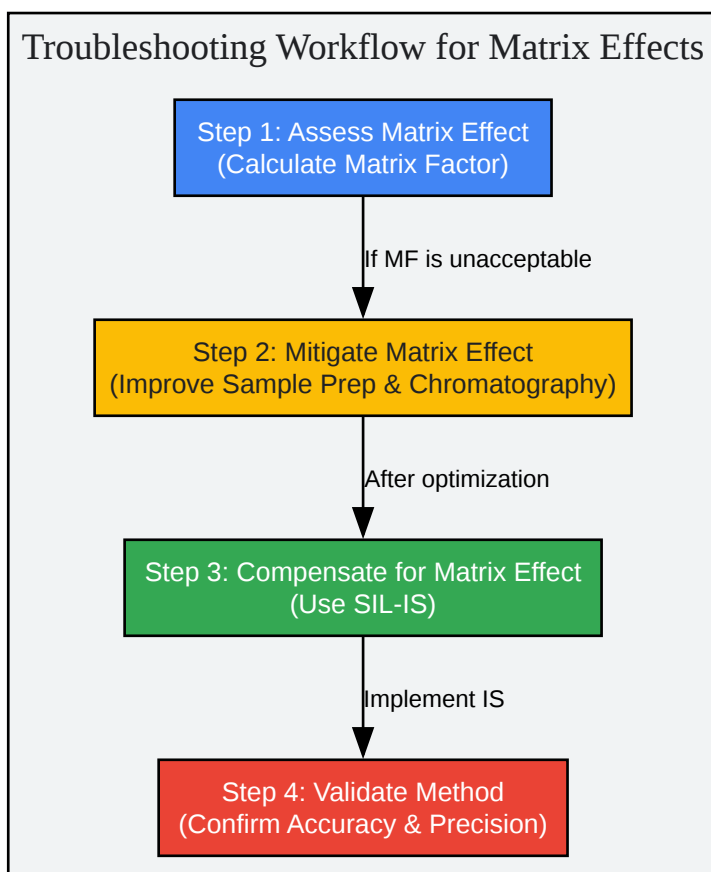 Troubleshooting Workflow for Matrix Effects
Step 1: Assess Matrix Effect
(Calculate Matrix Factor)
If MF is unacceptable
Step 2: Mitigate Matrix Effect
(Improve Sample Prep & Chromatography)
After optimization
Step 3: Compensate for Matrix Effect
(Use SIL-IS)
Implement IS
Step 4: Validate Method
(Confirm Accuracy & Precision)